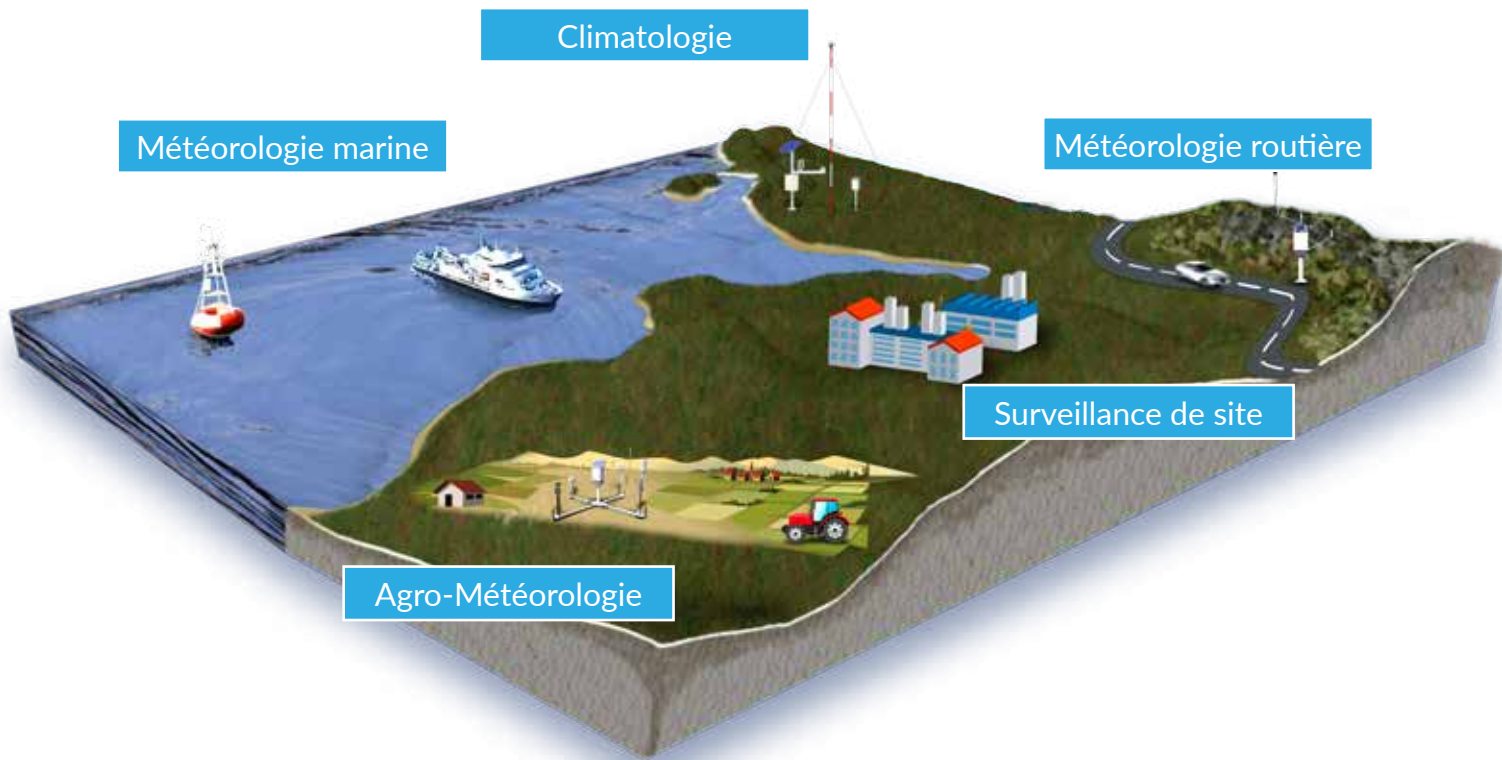 Climatologie
Météorologie marine
Météorologie routière
Surveillance de site
Agro-Météorologie